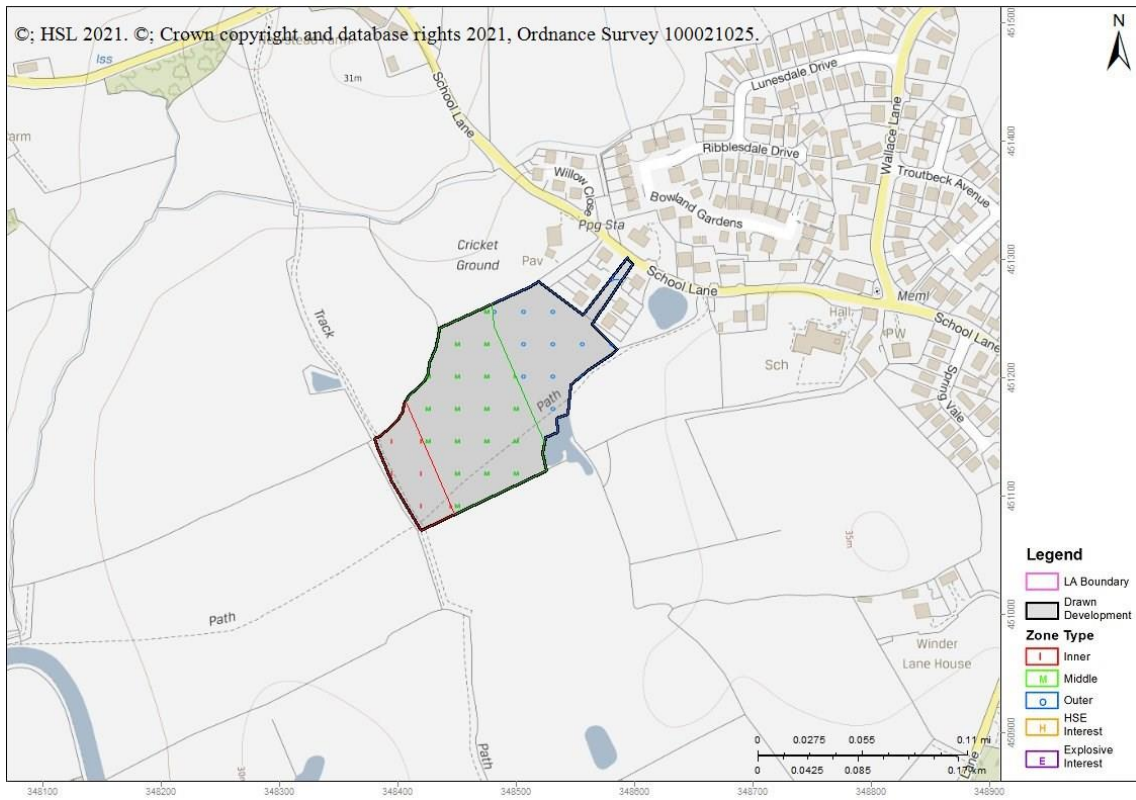 ©; HSL 2021. ©; Crown copyright and database rights 2021, Ordnance Survey 100021025.
N
Iss
31m
School Lane
Lunesdale Drive
Wallace Lane
Ribblesdale Drive
Troutbeck Avenue
Willow Close
Bowland Gardens
Ppg Sta
Cricket
Ground
Pav
School Lane
Meml
Hall
PW
School Lane
Sch
Spring Vale
Track
Path
35m
Path
Winder
Lane House
Path
Lane
Legend
LA Boundary
Drawn
Development
Zone Type
I Inner
M Middle
O Outer
H HSE
Interest
E Explosive
Interest
0 0.0275 0.055 0.11 mi
0 0.0425 0.085 0.17 km
451500
451400
451300
451200
451100
451000
450900
348100 348200 348300 348400 348500 348600 348700 348800 348900